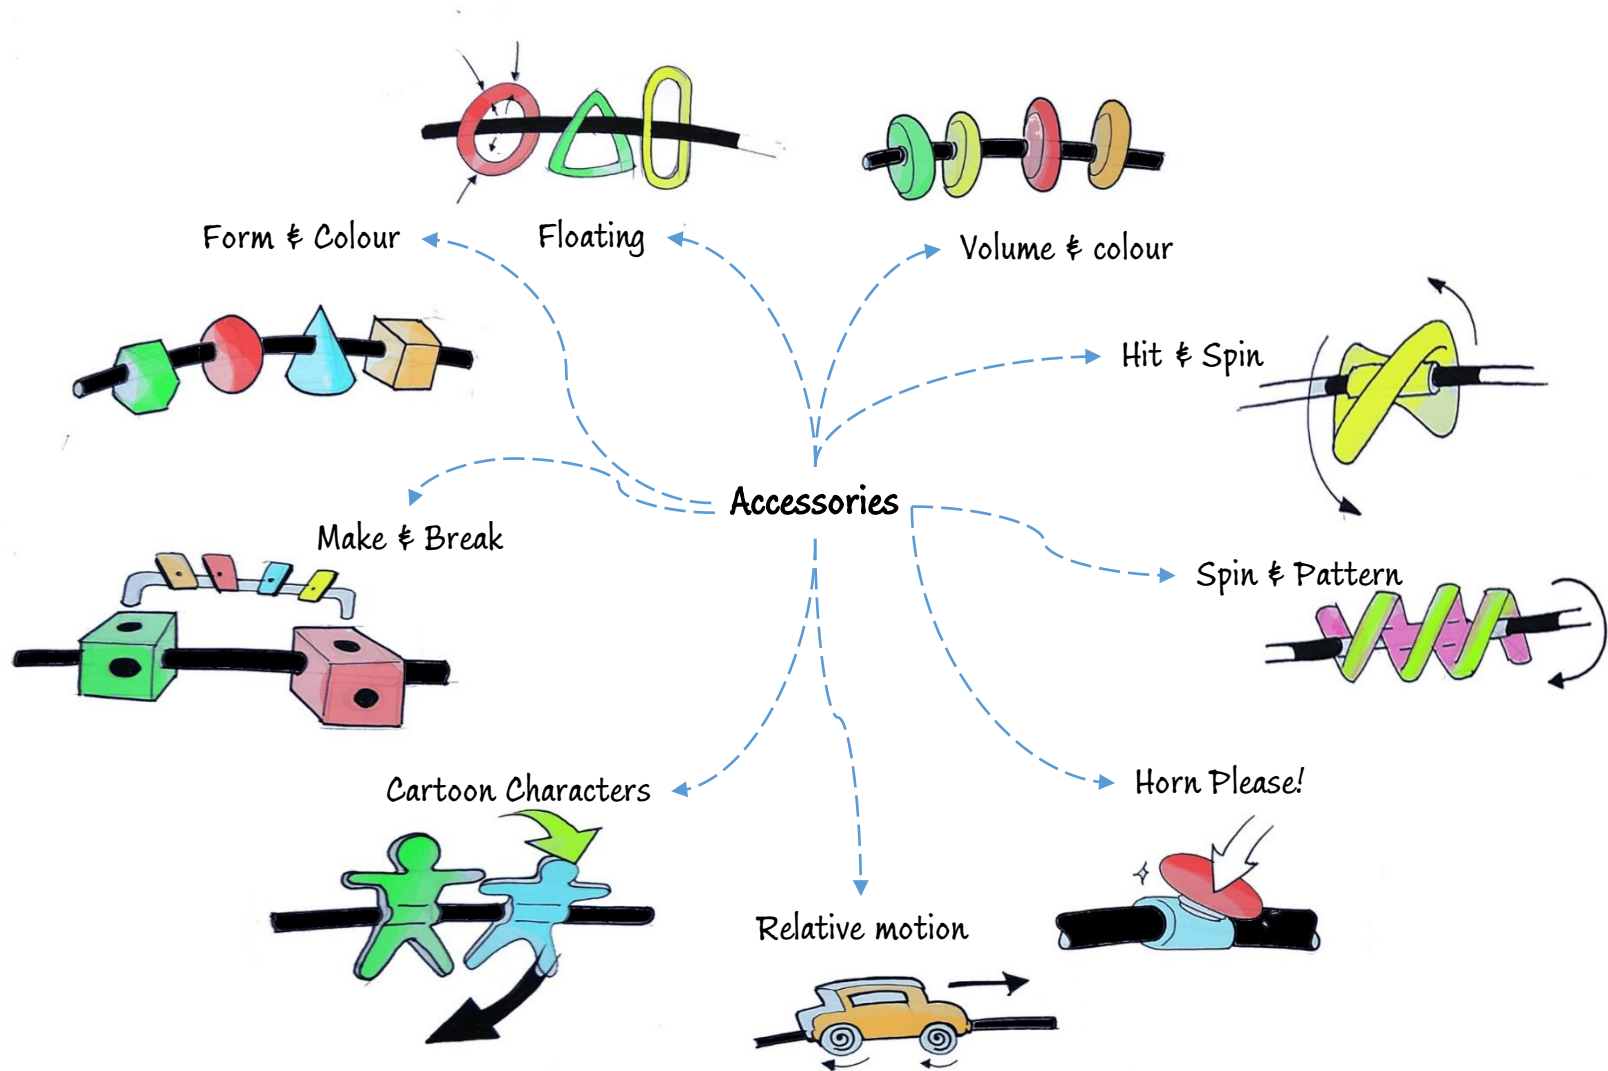 Form & Colour
Floating
Volume & colour
Hit & Spin
Accessories
Make & Break
Spin & Pattern
Cartoon Characters
Horn Please!
Relative motion